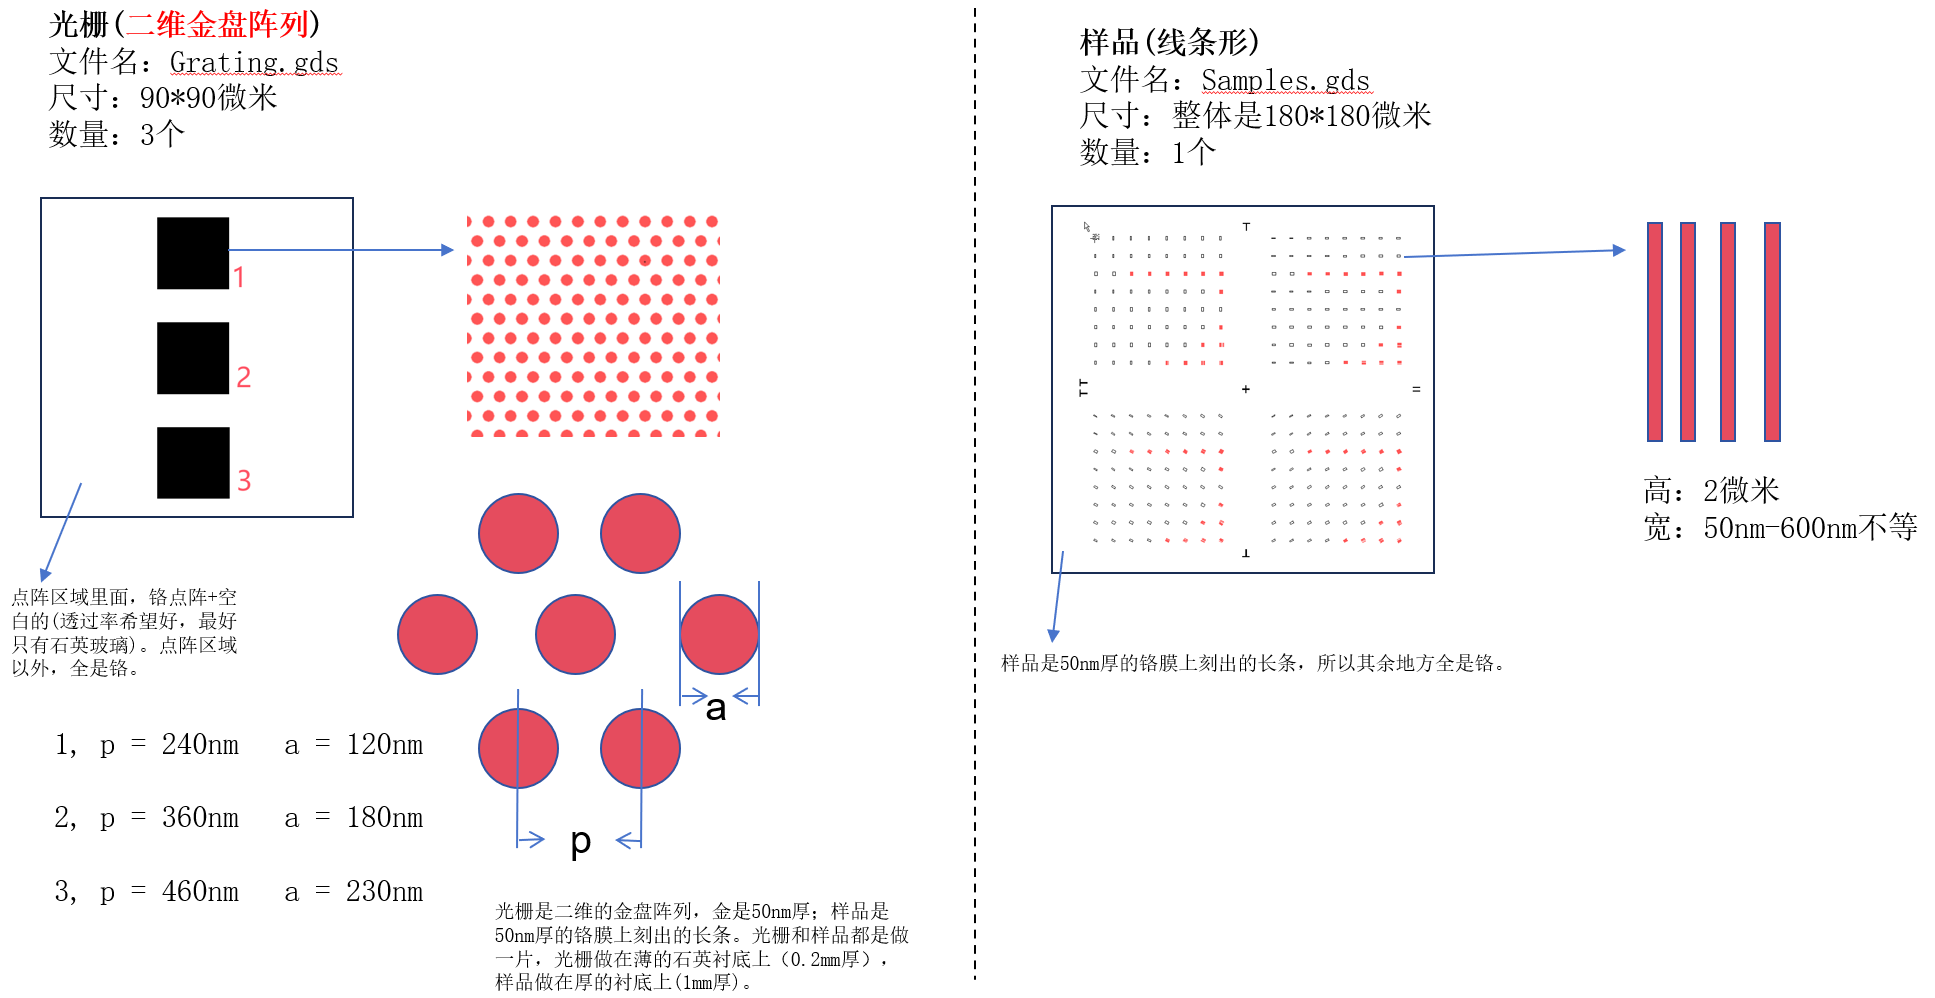 光栅(二维金盘阵列)
文件名：Grating.gds
尺寸：90*90微米
数量：3个
1
2
3
点阵区域里面，铬点阵+空
白的(透过率希望好，最好
只有石英玻璃)。点阵区域
以外，全是铬。
1, p = 240nm a = 120nm
2, p = 360nm a = 180nm
3, p = 460nm a = 230nm
a
p
光栅是二维的金盘阵列，金是50nm厚；样品是
50nm厚的铬膜上刻出的长条。光栅和样品都是做
一片，光栅做在薄的石英衬底上（0.2mm厚），
样品做在厚的衬底上(1mm厚)。
样品(线条形)
文件名：Samples.gds
尺寸：整体是180*180微米
数量：1个
高：2微米
宽：50nm-600nm不等
样品是50nm厚的铬膜上刻出的长条，所以其余地方全是铬。